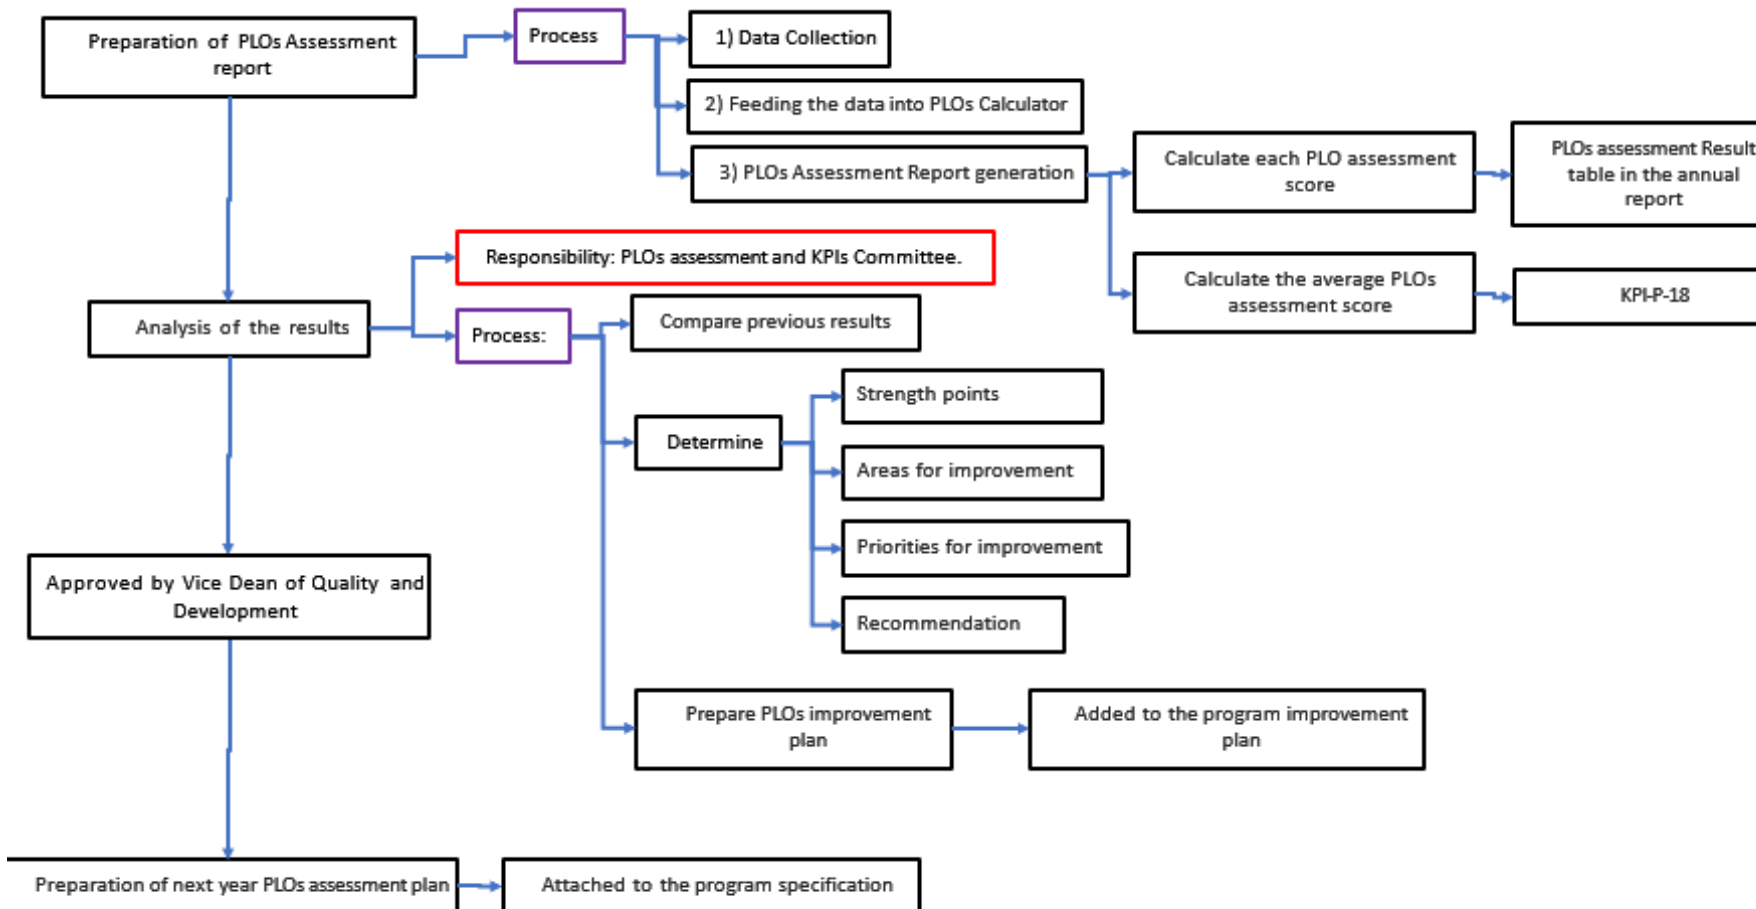 Preparation of PLOs Assessment
report
Process
1) Data Collection
2) Feeding the data into PLOs Calculator
3) PLOs Assessment Report generation
Calculate each PLO assessment
score
PLOs assessment Result
table in the annual
report
Calculate the average PLOs
assessment score
KPI-P-18
Analysis of the results
Responsibility: PLOs assessment and KPIs Committee.
Process:
Compare previous results
Determine
Strength points
Areas for improvement
Priorities for improvement
Recommendation
Prepare PLOs improvement
plan
Added to the program improvement
plan
Approved by Vice Dean of Quality and
Development
Preparation of next year PLOs assessment plan
Attached to the program specification